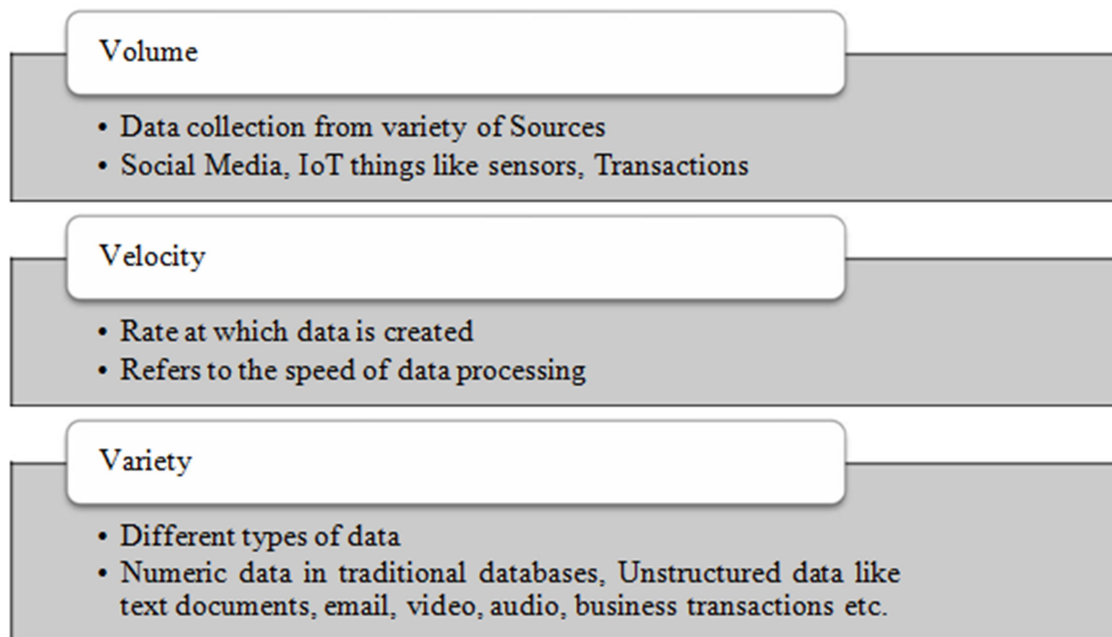 Volume
• Data collection from variety of Sources
• Social Media, IoT things like sensors, Transactions
Velocity
• Rate at which data is created
• Refers to the speed of data processing
Variety
• Different types of data
• Numeric data in traditional databases, Unstructured data like
text documents, email, video, audio, business transactions etc.